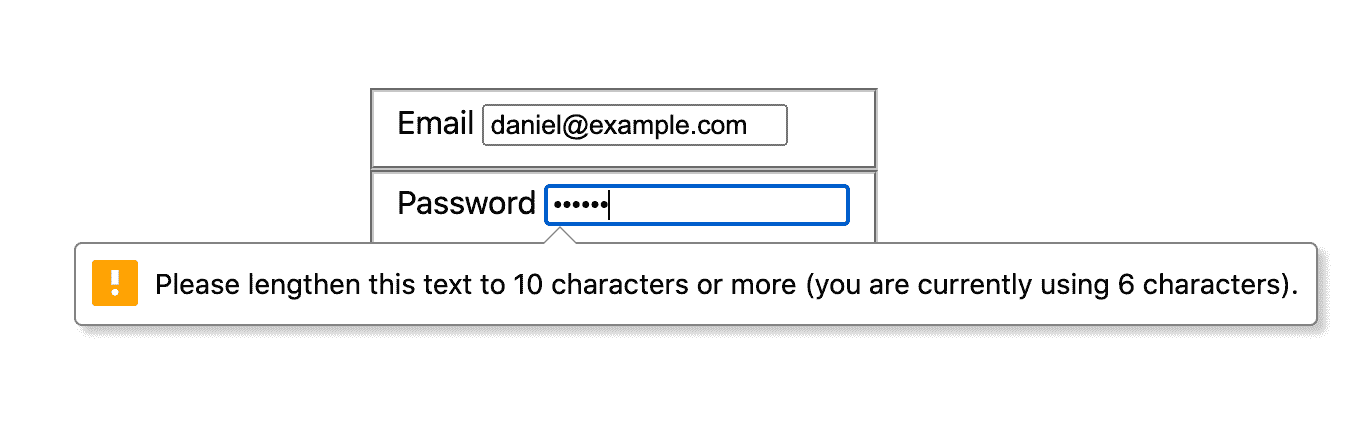 Email daniel@example.com
Password ••••••
Please lengthen this text to 10 characters or more (you are currently using 6 characters).